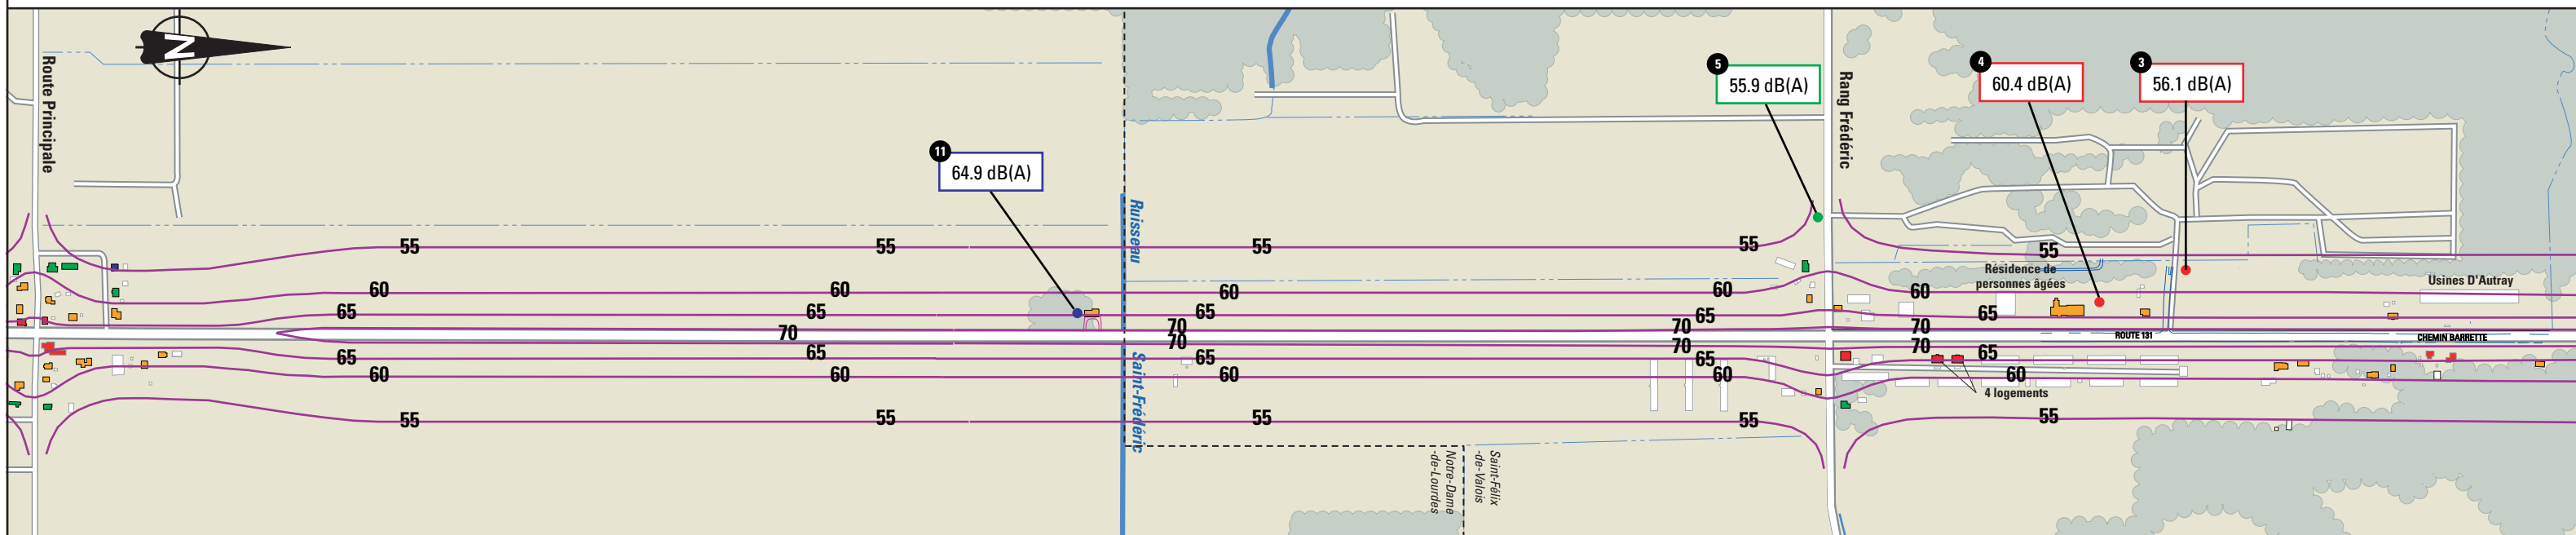 N
Route Principale
11
64.9 dB(A)
5
55.9 dB(A)
4
60.4 dB(A)
3
56.1 dB(A)
Ruisseau
Saint-Frédéric
Rang Frédéric
55
55
55
55
55
Résidence de
personnes âgées
Usines D'Autray
60
60
60
60
60
65
65
65
65
65
70
70
70
70
ROUTE 131
CHEMIN BARRETTE
70
70
70
65
65
65
65
65
60
60
60
60
60
4 logements
55
55
55
55
55
Notre-Dame
-de-Lourdes
Saint-Félix
-de-Valois